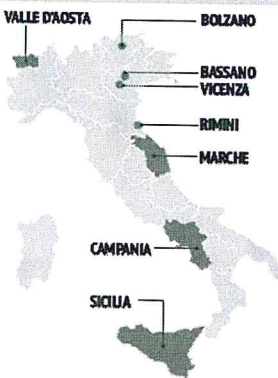 VALLE D'AOSTA
BOLZANO
BASSANO
VICENZA
RIMINI
MARCHE
CAMPANIA
SICILIA